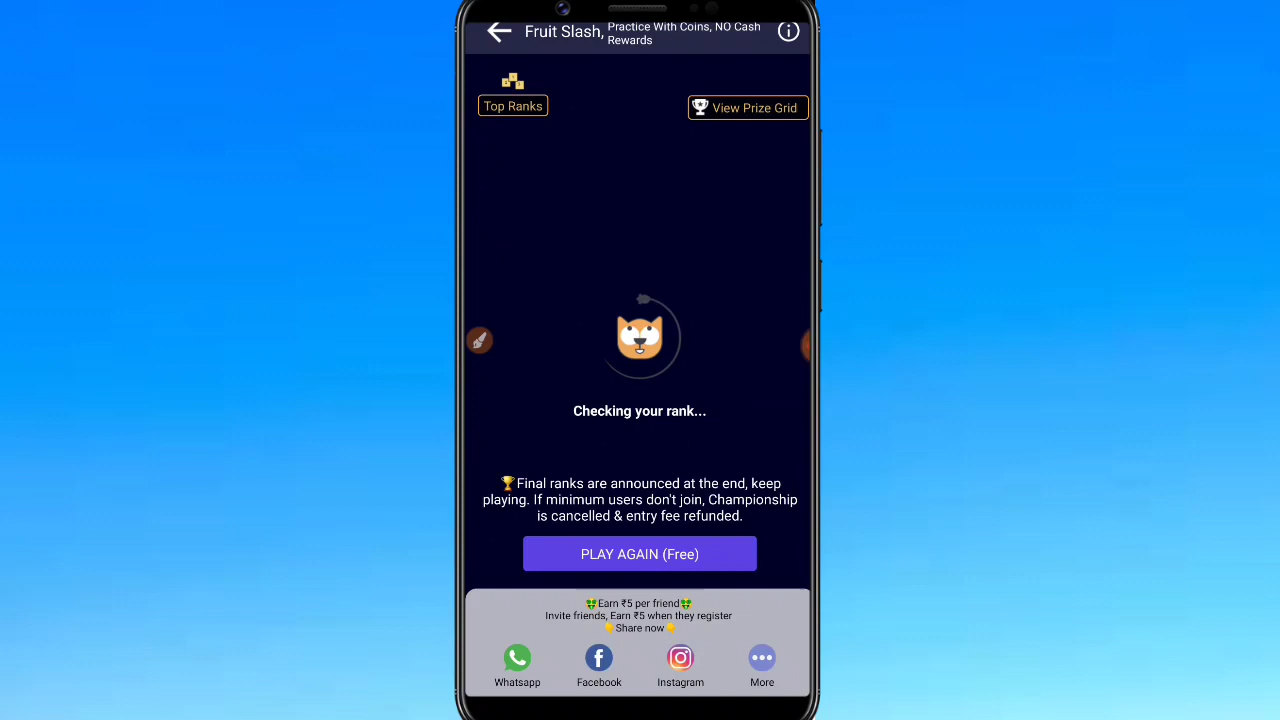 Fruit Slash, Practice With Coins, NO Cash
Rewards
Top Ranks
View Prize Grid
Checking your rank...
🏆Final ranks are announced at the end, keep
playing. If minimum users don't join, Championship
is cancelled & entry fee refunded.
PLAY AGAIN (Free)
🤑Earn ₹5 per friend🤑
Invite friends, Earn ₹5 when they register
👇Share now👇
Whatsapp
Facebook
Instagram
More